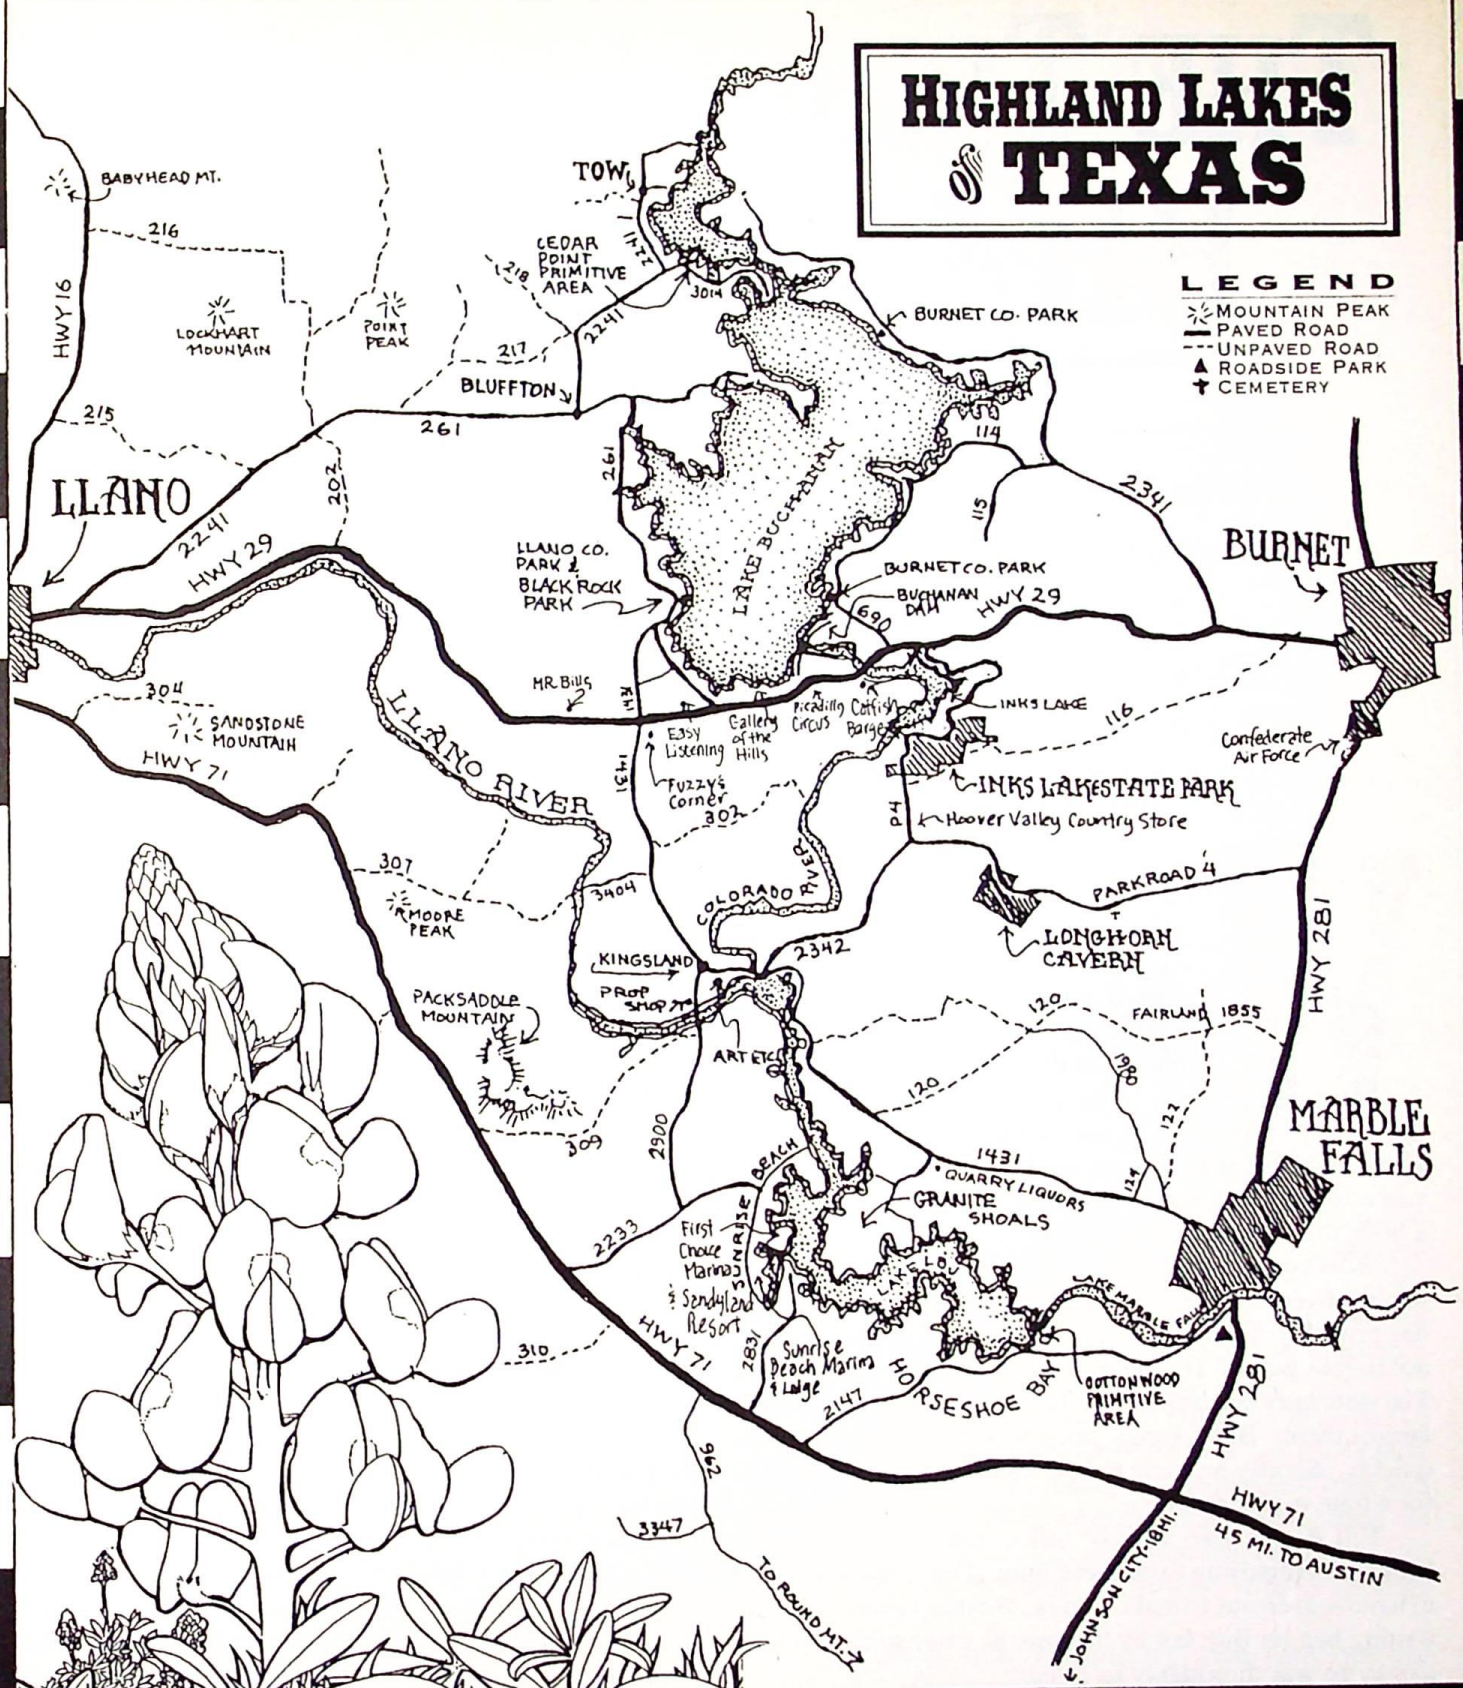 HIGHLAND LAKES
OF TEXAS
LEGEND
MOUNTAIN PEAK
PAVED ROAD
UNPAVED ROAD
ROADSIDE PARK
CEMETERY
BABYHEAD MT.
216
HWY 16
LOCKHART
MOUNTAIN
POINT
PEAK
215
LLANO
2241
HWY 29
202
261
217
218
BLUFFTON
TOW
2241
CEDAR
POINT
PRIMITIVE
AREA
2241
3014
BURNET CO. PARK
LAKE BUCHANAN
261
114
115
2341
BURNET
LLANO CO.
PARK &
BLACK ROCK
PARK
BURNET CO. PARK
BUCHANAN
DAM
690
HWY 29
MR. Bills
1431
Easy
Listening
Gallery
of the
Hills
Picadilly
Circus
Catfish
Barge
INKS LAKE
116
Confederate
Air Force
304
SANDSTONE
MOUNTAIN
HWY 71
LLANO RIVER
1431
Fuzzy's
Corner
302
INKS LAKE STATE PARK
P4
Hoover Valley Country Store
307
MOORE
PEAK
3404
COLORADO RIVER
PARK ROAD 4
LONGHORN
CAVERN
2342
HWY 281
KINGSLAND
PROP
SHOP
PACKSADDLE
MOUNTAIN
ART ETC
120
FAIRLAND 1855
120
1980
122
309
2900
MARBLE
FALLS
1431
QUARRY LIQUORS
124
GRANITE
SHOALS
SUNRISE BEACH
2233
First
Choice
Marina
& Sandyland
Resort
LAKE LBJ
LAKE MARBLE FALLS
310
HWY 71
2831
Sunrise
Beach Marina
& Lodge
2147
HORSESHOE BAY
COTTONWOOD
PRIMITIVE
AREA
HWY 281
962
3347
TO ROUND MT.
HWY 71
45 MI. TO AUSTIN
JOHNSON CITY-18 MI.